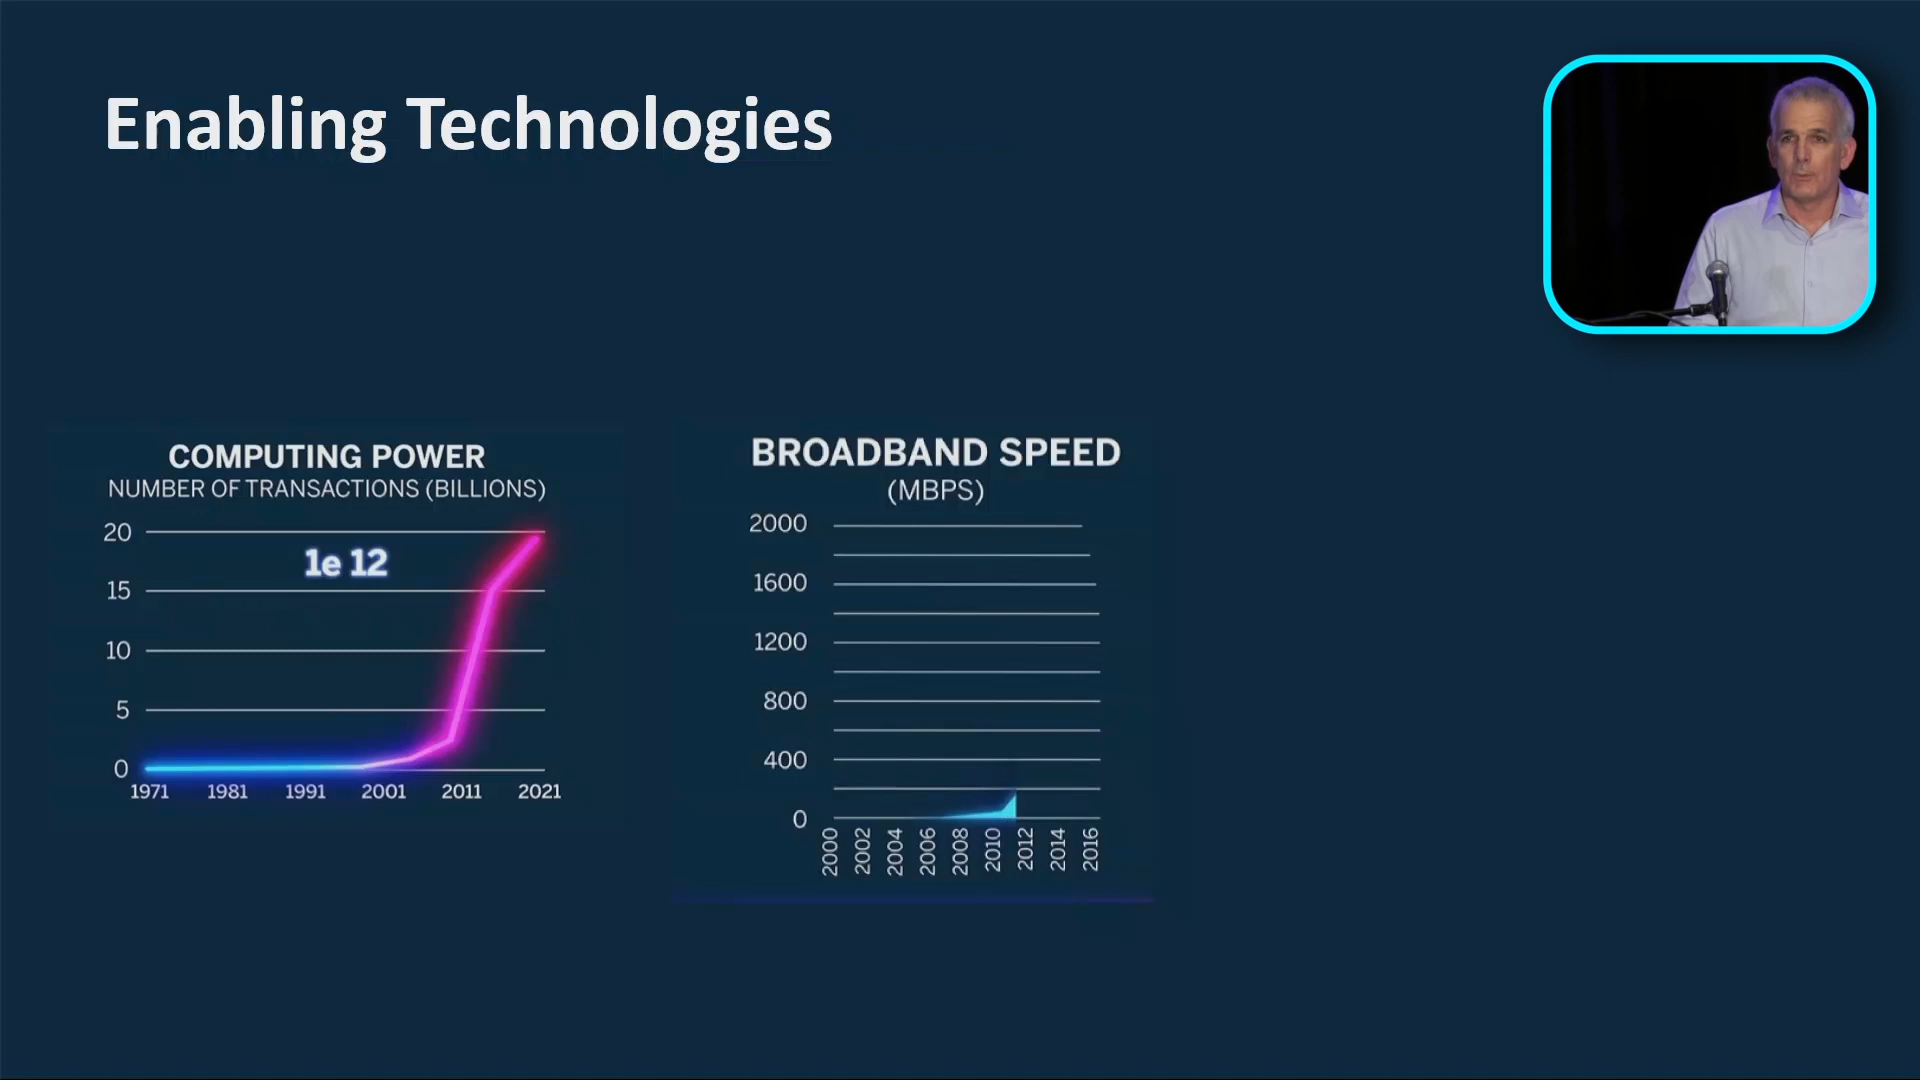 Enabling Technologies
COMPUTING POWER
NUMBER OF TRANSACTIONS (BILLIONS)
20
1e 12
15
10
5
0
1971 1981 1991 2001 2011 2021
BROADBAND SPEED
(MBPS)
2000
1600
1200
800
400
0
2000 2002 2004 2006 2008 2010 2012 2014 2016